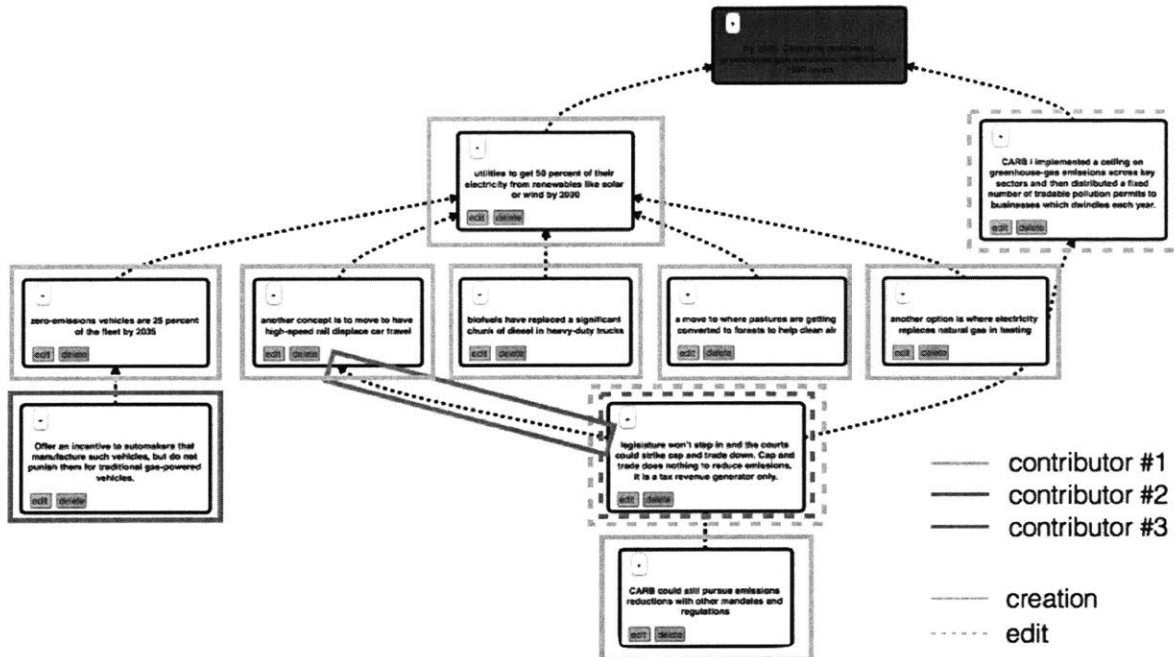 greenhouse gas emissions
utilities to get 50 percent of their
electricity from renewables like solar
or wind by 2030
edit delete
CARB i implemented a ceiling on
greenhouse-gas emissions across key
sectors and then distributed a fixed
number of tradable pollution permits to
businesses which dwindles each year.
edit delete
zero-emissions vehicles are 25 percent
of the fleet by 2035
edit delete
another concept is to move to have
high-speed rail displace car travel
edit delete
biofuels have replaced a significant
chunk of diesel in heavy-duty trucks
edit delete
a move to where pastures are getting
converted to forests to help clean air
edit delete
another option is where electricity
replaces natural gas in heating
edit delete
Offer an incentive to automakers that
manufacture such vehicles, but do not
punish them for traditional gas-powered
vehicles.
edit delete
legislature won't step in and the courts
could strike cap and trade down. Cap and
trade does nothing to reduce emissions,
it is a tax revenue generator only.
edit delete
CARB could still pursue emissions
reductions with other mandates and
regulations
edit delete
contributor #1
contributor #2
contributor #3
creation
edit